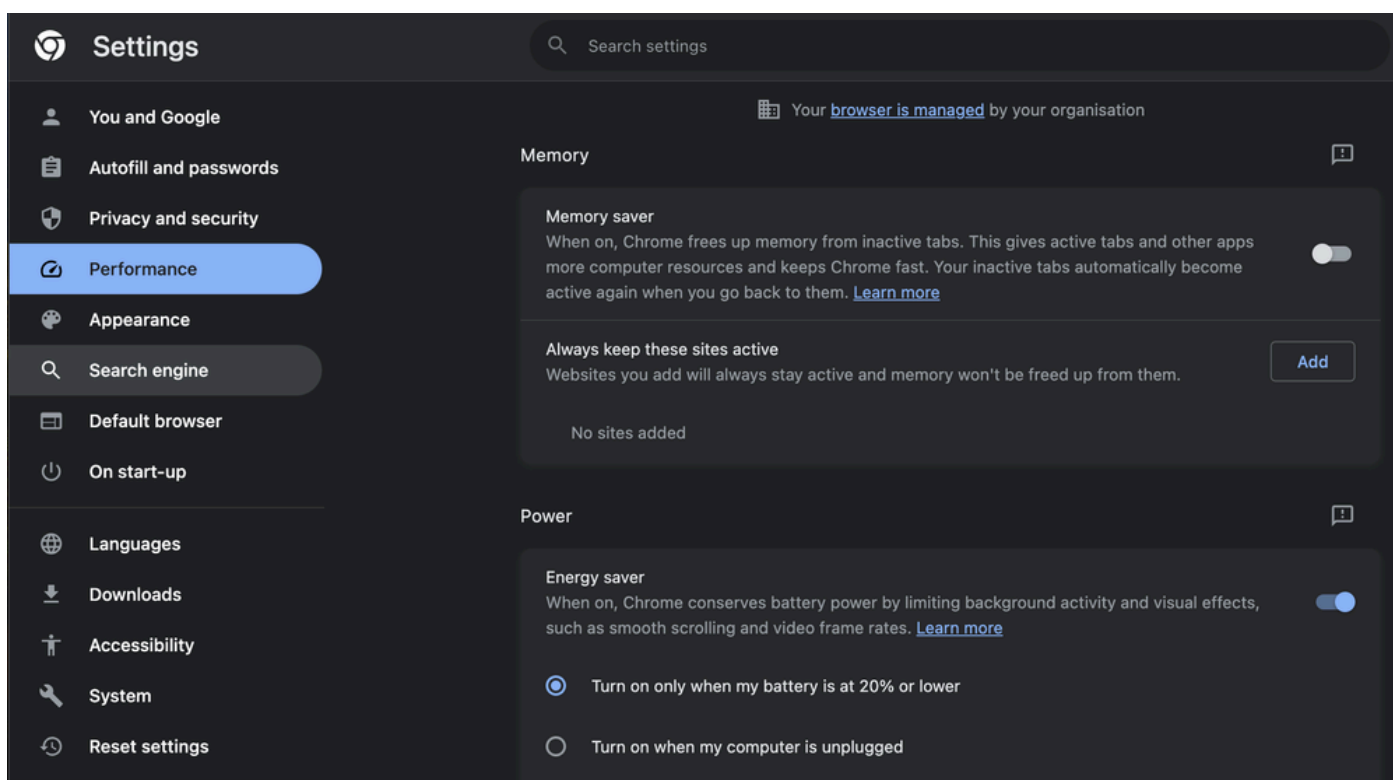 Settings
Search settings
You and Google
Autofill and passwords
Privacy and security
Performance
Appearance
Search engine
Default browser
On start-up
Languages
Downloads
Accessibility
System
Reset settings
Your browser is managed by your organisation
Memory
Memory saver
When on, Chrome frees up memory from inactive tabs. This gives active tabs and other apps
more computer resources and keeps Chrome fast. Your inactive tabs automatically become
active again when you go back to them. Learn more
Always keep these sites active
Websites you add will always stay active and memory won't be freed up from them.
Add
No sites added
Power
Energy saver
When on, Chrome conserves battery power by limiting background activity and visual effects,
such as smooth scrolling and video frame rates. Learn more
Turn on only when my battery is at 20% or lower
Turn on when my computer is unplugged